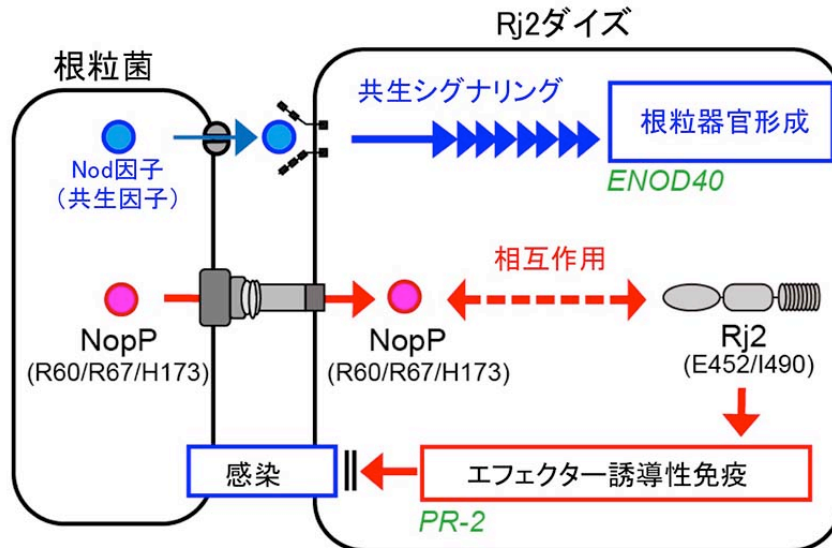 Rj2ダイズ
根粒菌
共生シグナリング
根粒器官形成
Nod因子
（共生因子）
ENOD40
相互作用
NopP
(R60/R67/H173)
NopP
(R60/R67/H173)
Rj2
(E452/I490)
感染
エフェクター誘導性免疫
PR-2